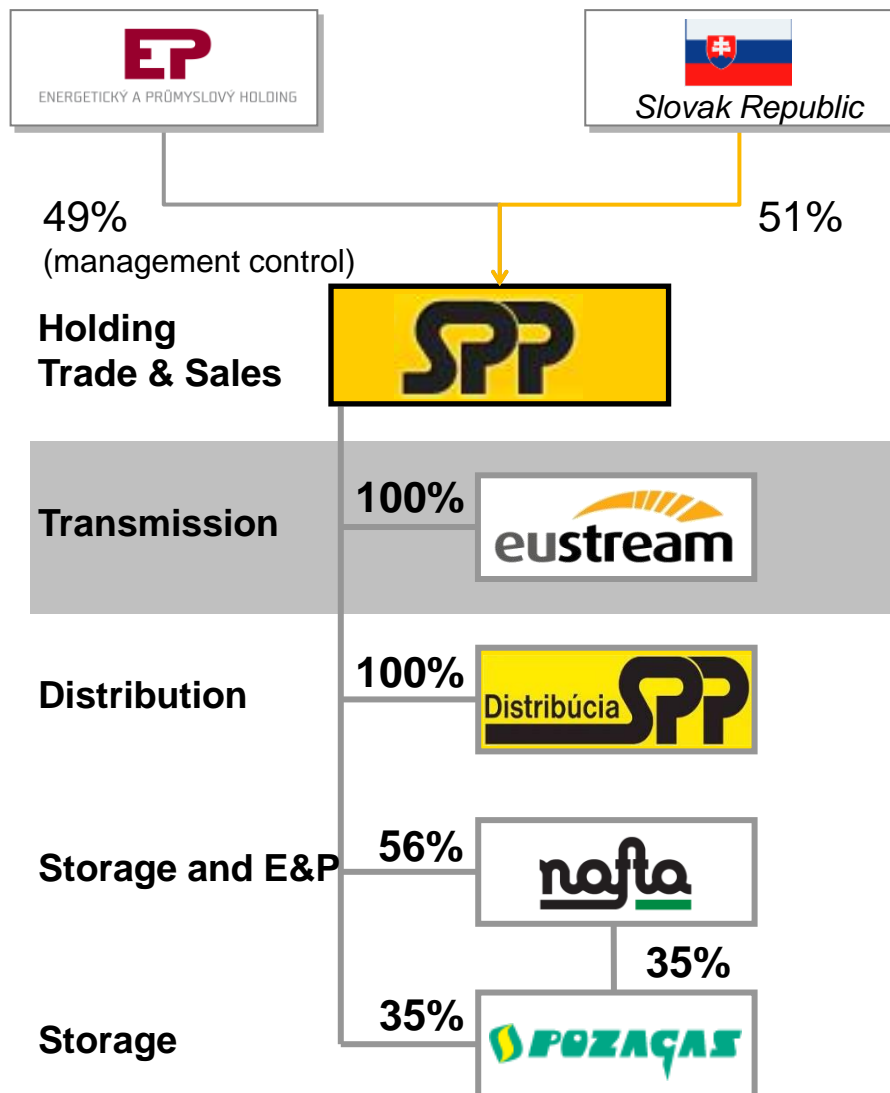 EP
ENERGETICKÝ A PRŮMYSLOVÝ HOLDING
Slovak Republic
49%
(management control)
51%
Holding
Trade & Sales
SPP
Transmission
100%
eustream
Distribution
100%
Distribúcia SPP
Storage and E&P
56%
nafta
35%
Storage
35%
POZAGAS